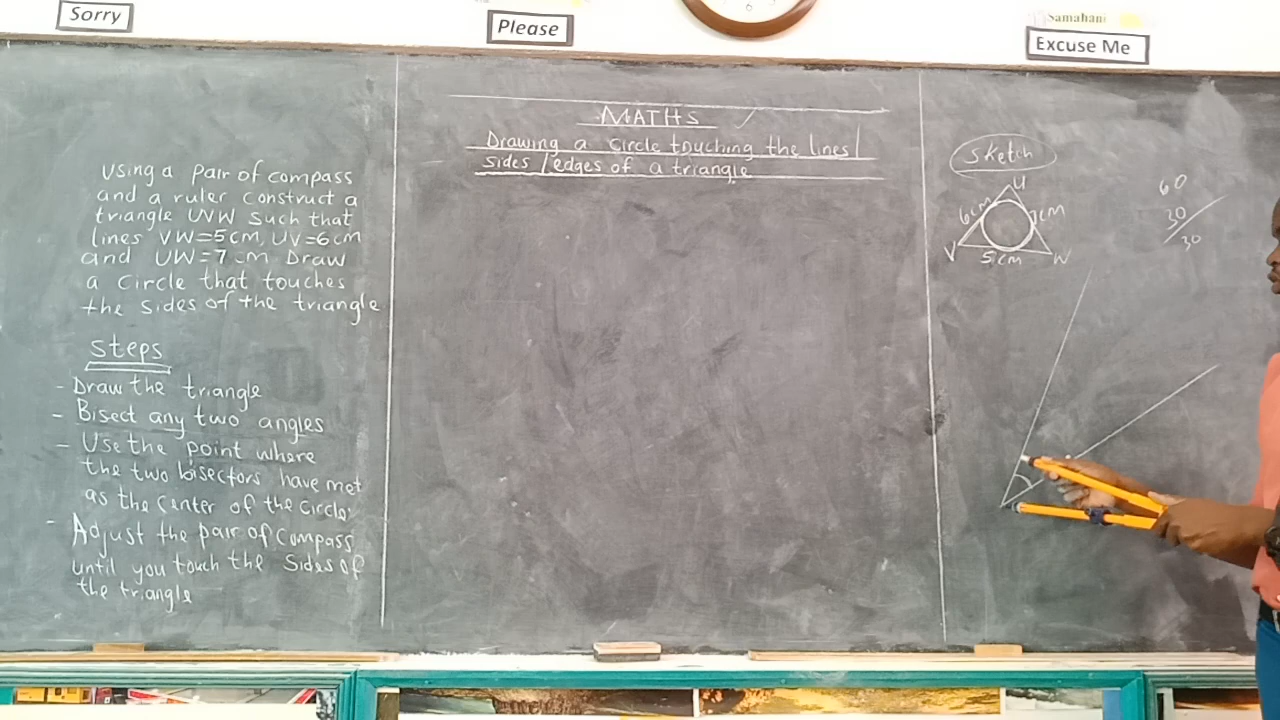 Sorry
Please
Samahani
Excuse Me
Using a pair of compass
and a ruler construct a
triangle UVW such that
lines VW=5cm, UV=6cm
and UW=7cm Draw
a circle that touches
the sides of the triangle
Steps
- Draw the triangle
- Bisect any two angles
- Use the point where
the two bisectors have met
as the center of the circle.
- Adjust the pair of compass
until you touch the sides of
the triangle
MATHS
Drawing a circle touching the lines/
sides /edges of a triangle
Sketch
U
6cm 7cm
V 5cm W
60
30
30